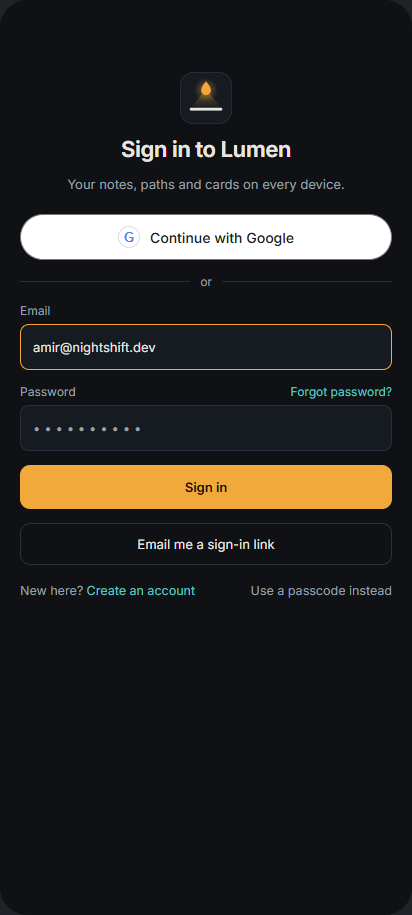 Sign in to Lumen
Your notes, paths and cards on every device.
G Continue with Google
or
Email
amir@nightshift.dev
Password Forgot password?
••••••••••
Sign in
Email me a sign-in link
New here? Create an account Use a passcode instead